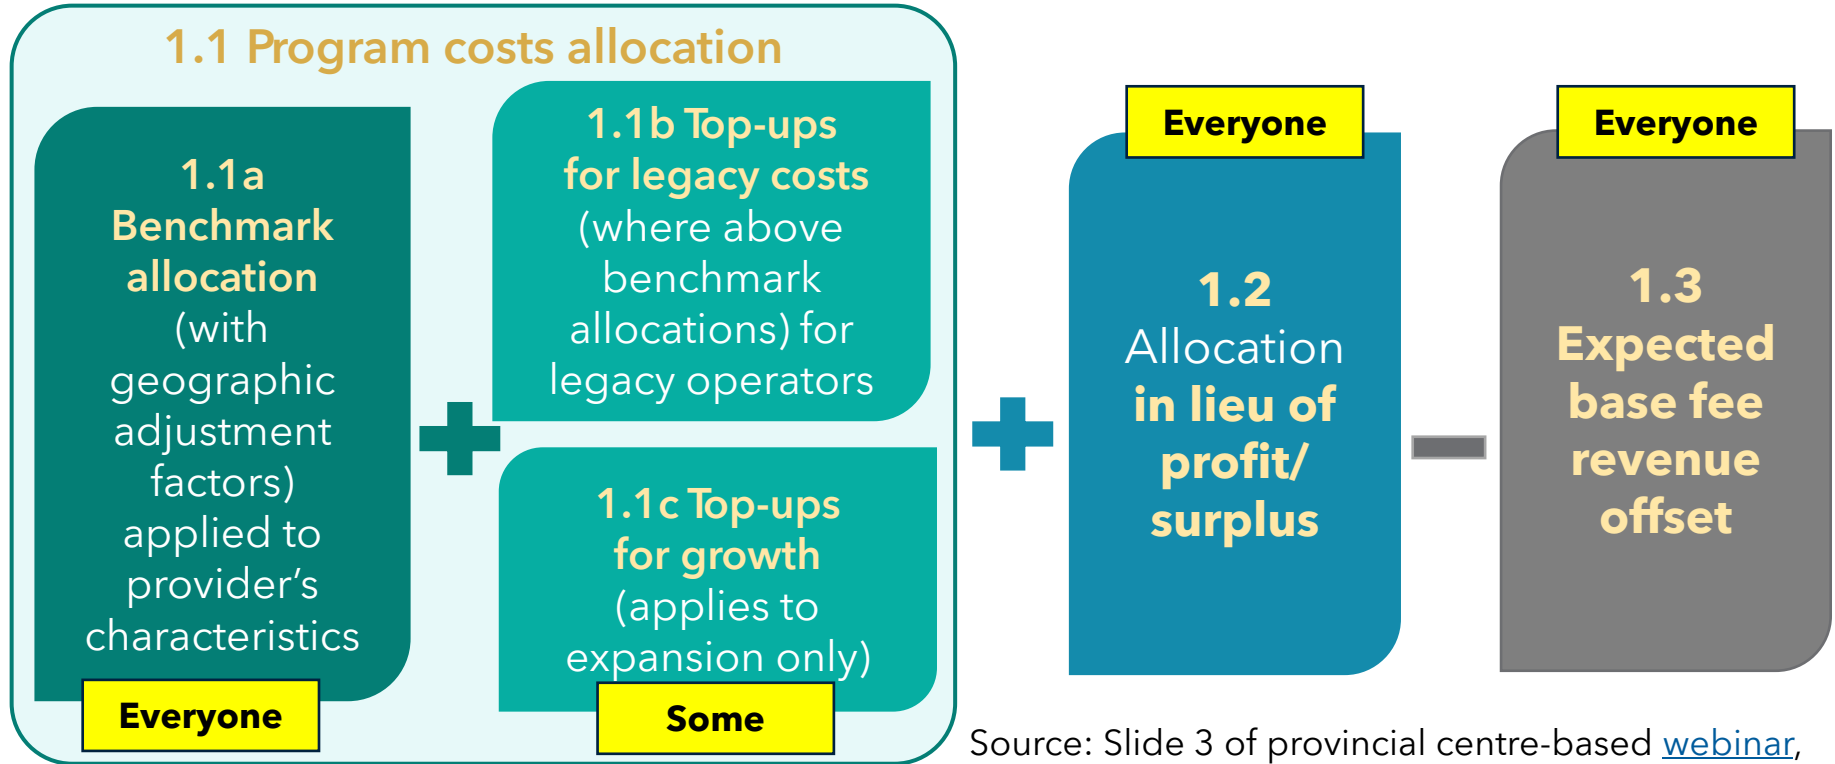 1.1 Program costs allocation
1.1a
Benchmark
allocation
(with
geographic
adjustment
factors)
applied to
provider's
characteristics
Everyone
1.1b Top-ups
for legacy costs
(where above
benchmark
allocations) for
legacy operators
1.1c Top-ups
for growth
(applies to
expansion only)
Some
Everyone
1.2
Allocation
in lieu of
profit/
surplus
Everyone
1.3
Expected
base fee
revenue
offset
Source: Slide 3 of provincial centre-based webinar,